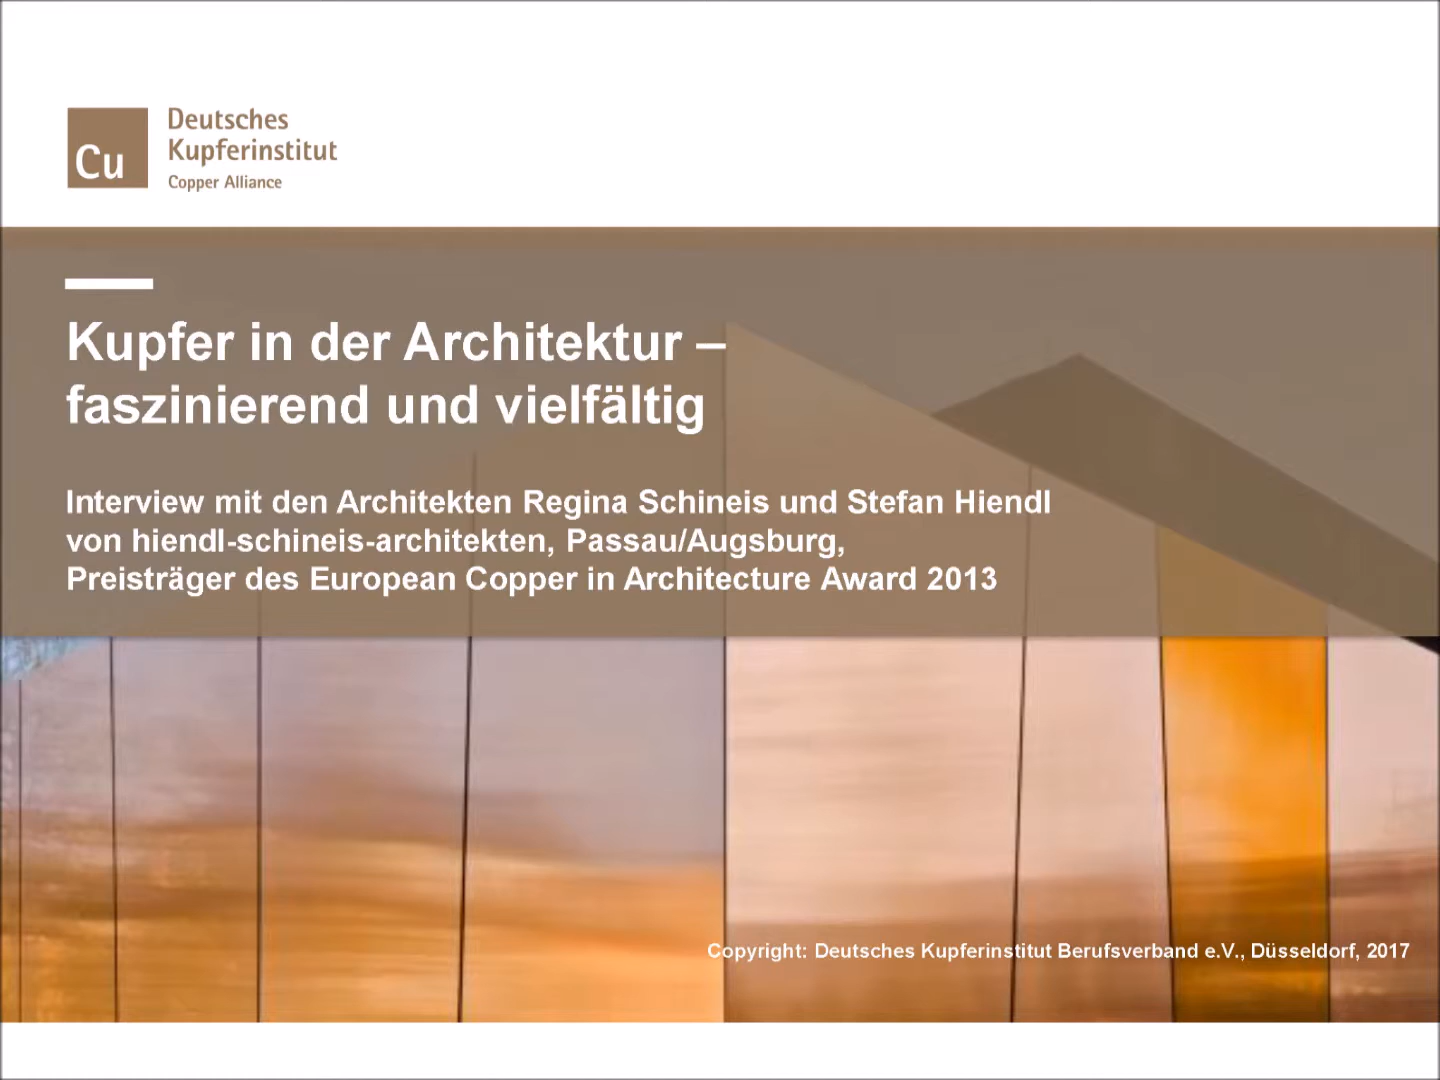 Cu
Deutsches
Kupferinstitut
Copper Alliance
Kupfer in der Architektur –
faszinierend und vielfältig
Interview mit den Architekten Regina Schineis und Stefan Hiendl
von hiendl-schineis-architekten, Passau/Augsburg,
Preisträger des European Copper in Architecture Award 2013
Copyright: Deutsches Kupferinstitut Berufsverband e.V., Düsseldorf, 2017